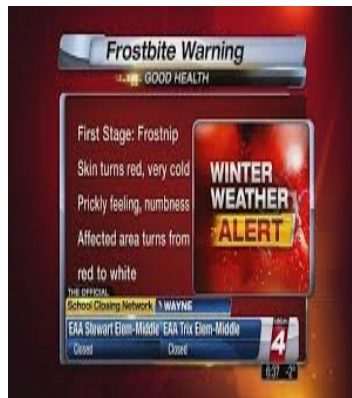 Frostbite Warning
GOOD HEALTH
First Stage: Frostnip
Skin turns red, very cold
Prickly feeling, numbness
Affected area turns from
red to white
WINTER
WEATHER
ALERT
THE OFFICIAL
School Closing Network WAYNE
EAA Stewart Elem-Middle EAA Trix Elem-Middle
Closed Closed
4